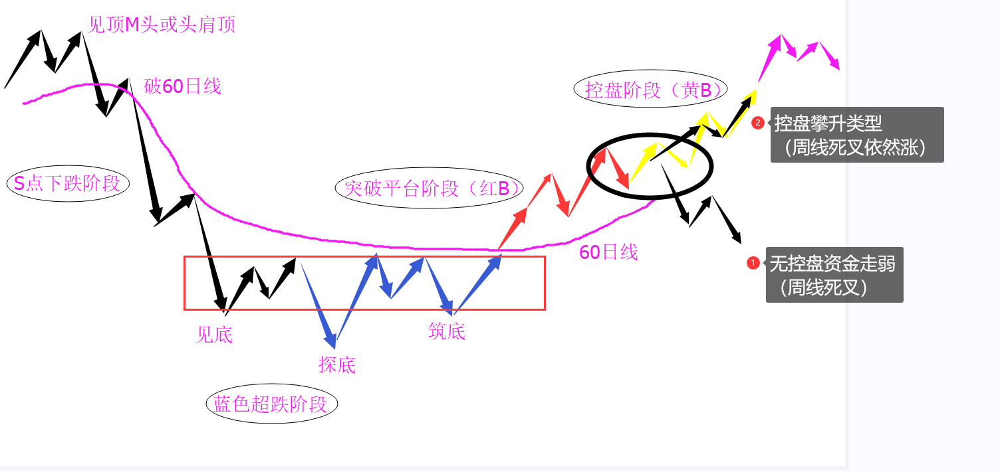 见顶M头或头肩顶
破60日线
控盘阶段（黄B）
2
控盘攀升类型
（周线死叉依然涨）
S点下跌阶段
突破平台阶段（红B）
60日线
1
无控盘资金走弱
（周线死叉）
见底
筑底
探底
蓝色超跌阶段